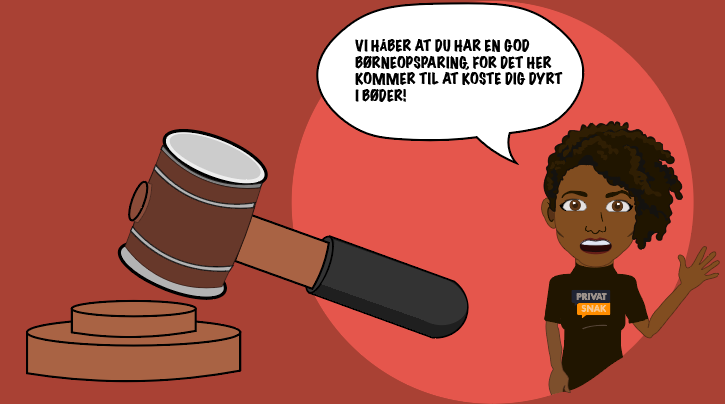 VI HÅBER AT DU HAR EN GOD
BØRNEOPSPARING, FOR DET HER
KOMMER TIL AT KOSTE DIG DYRT
I BØDER!
PRIVAT
SNAK